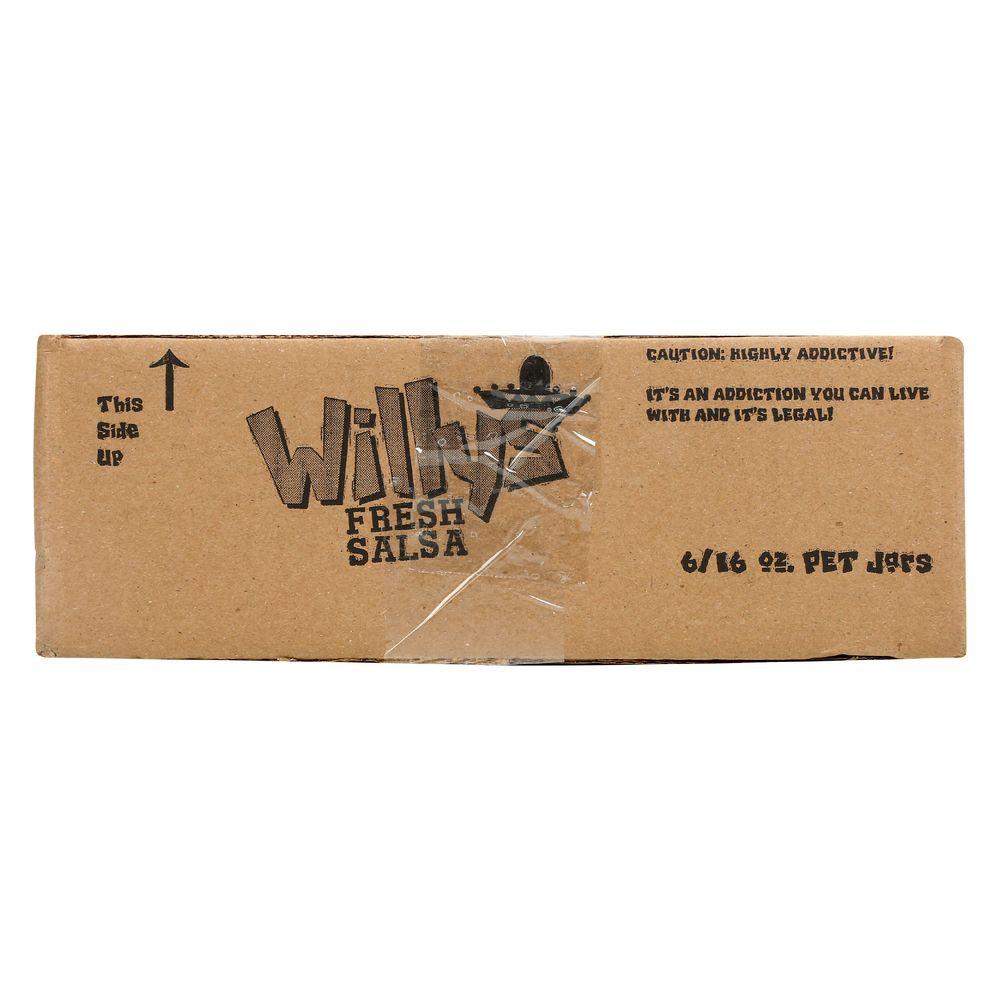 This
Side
UP
Willy's
FRESH
SALSA
CAUTION: HIGHLY ADDICTIVE!
IT'S AN ADDICTION YOU CAN LIVE
WITH AND IT'S LEGAL!
6/16 oz. PET Jars